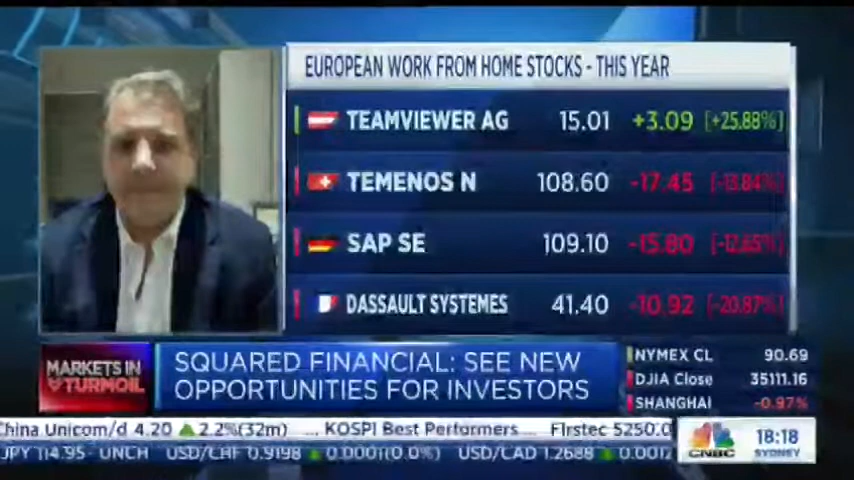 EUROPEAN WORK FROM HOME STOCKS - THIS YEAR
TEAMVIEWER AG 15.01 +3.09 [+25.88%]
TEMENOS N 108.60 -17.45 [-13.84%]
SAP SE 109.10 -15.80 [-12.65%]
DASSAULT SYSTEMES 41.40 -10.92 [-20.87%]
MARKETS IN
TURMOIL
SQUARED FINANCIAL: SEE NEW
OPPORTUNITIES FOR INVESTORS
NYMEX CL 90.69
DJIA Close 35111.16
SHANGHAI -0.97%
China Unicom/d 4.20 ▲ 2.2%(32m) ... KOSPI Best Performers... Firstec 5250.0
JPY 114.95 - UNCH USD/CHF 0.9198 ▲ 0.0001(0.0%) USD/CAD 1.2688 ▲ 0.0012
CNBC
18:18
SYDNEY